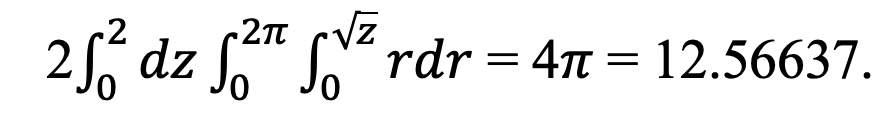 2∫₀² dz ∫₀^{2π} ∫₀^{√z} rdr = 4π = 12.56637.